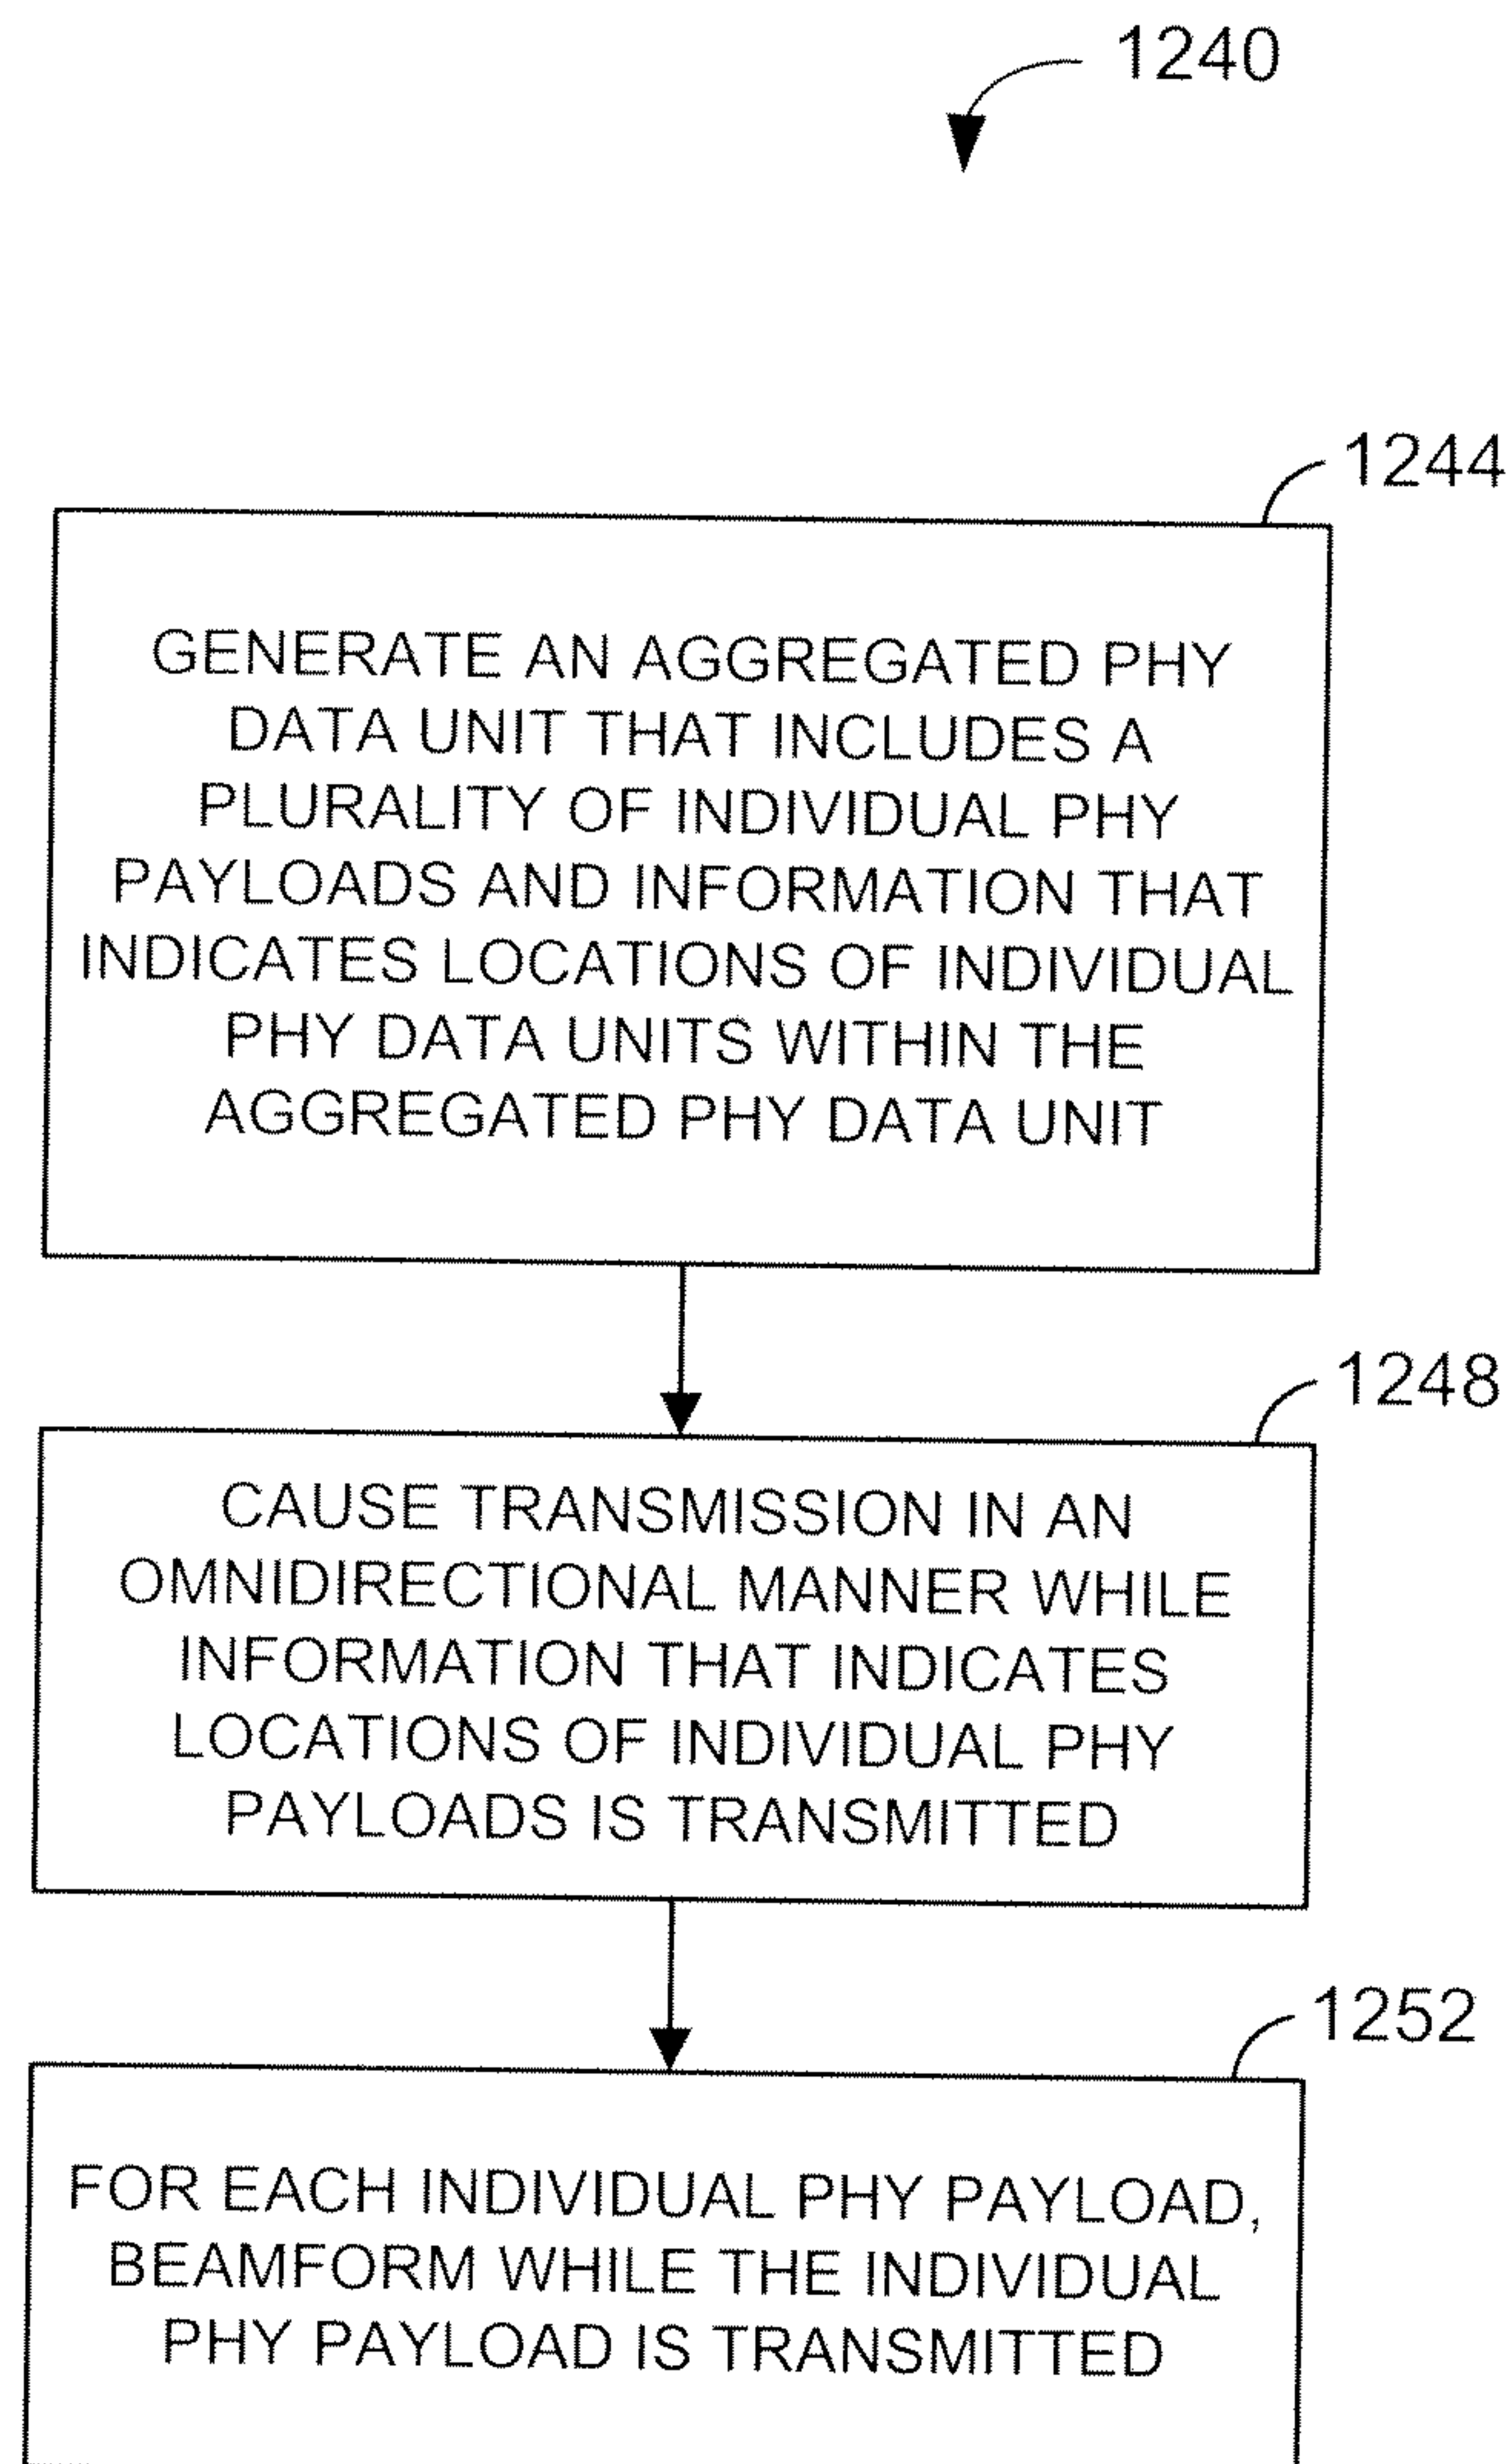 1240
1244
GENERATE AN AGGREGATED PHY
DATA UNIT THAT INCLUDES A
PLURALITY OF INDIVIDUAL PHY
PAYLOADS AND INFORMATION THAT
INDICATES LOCATIONS OF INDIVIDUAL
PHY DATA UNITS WITHIN THE
AGGREGATED PHY DATA UNIT
1248
CAUSE TRANSMISSION IN AN
OMNIDIRECTIONAL MANNER WHILE
INFORMATION THAT INDICATES
LOCATIONS OF INDIVIDUAL PHY
PAYLOADS IS TRANSMITTED
1252
FOR EACH INDIVIDUAL PHY PAYLOAD,
BEAMFORM WHILE THE INDIVIDUAL
PHY PAYLOAD IS TRANSMITTED